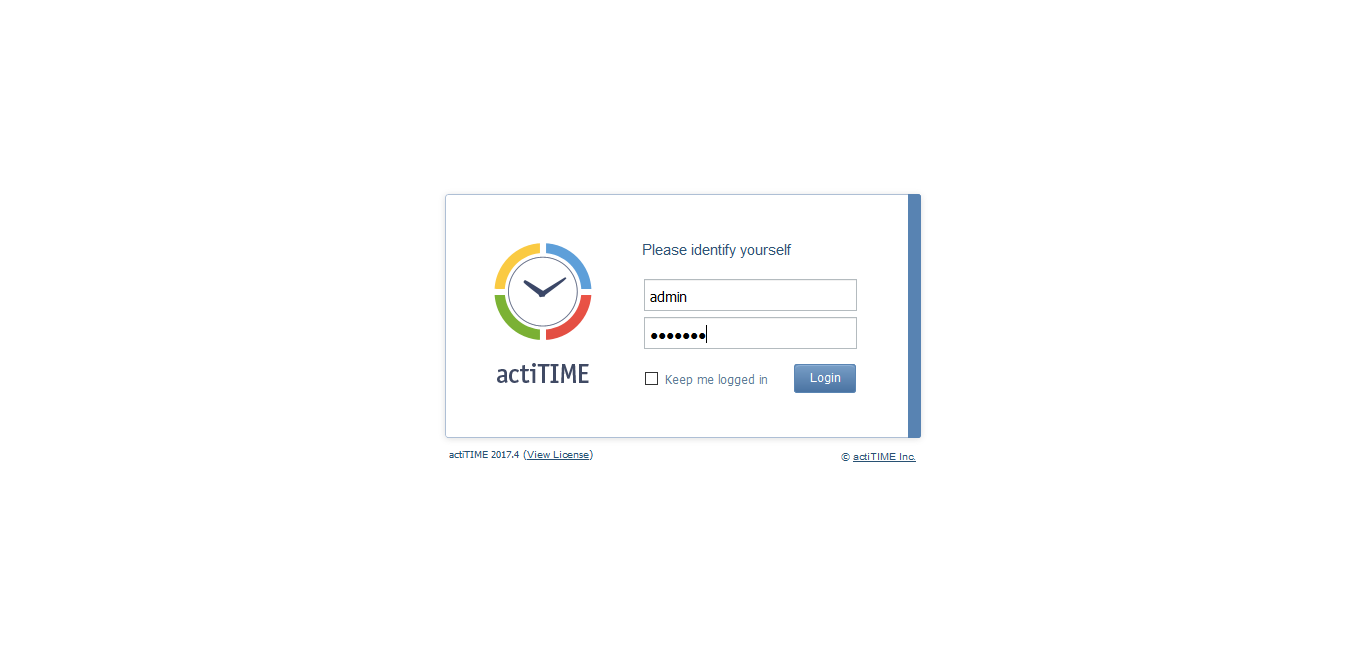 Please identify yourself
admin
•••••••
actiTIME
Keep me logged in
Login
actiTIME 2017.4 (View License)
© actiTIME Inc.